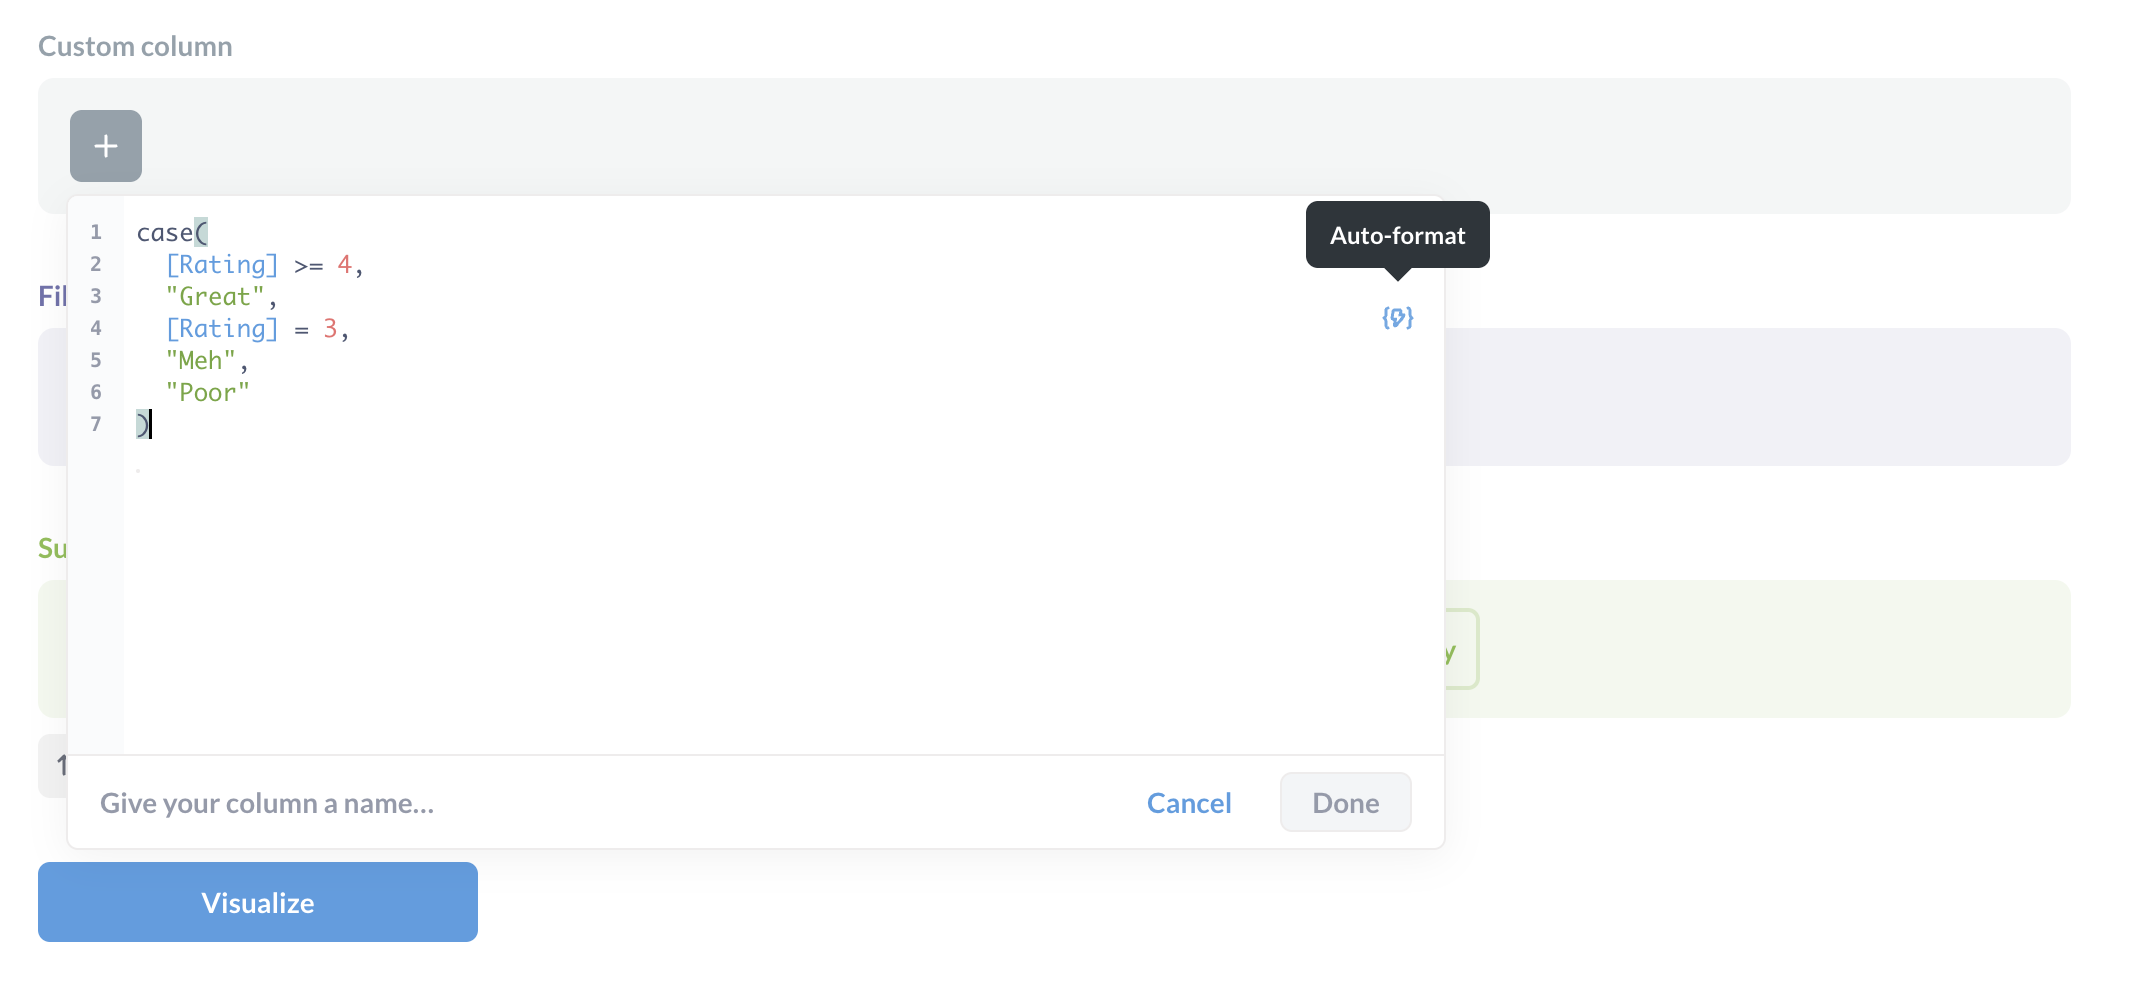 Custom column
Auto-format
1 case(
2 [Rating] >= 4,
3 "Great",
4 [Rating] = 3,
5 "Meh",
6 "Poor"
7 )
Fil
Su
y
1
Give your column a name...
Cancel
Done
Visualize